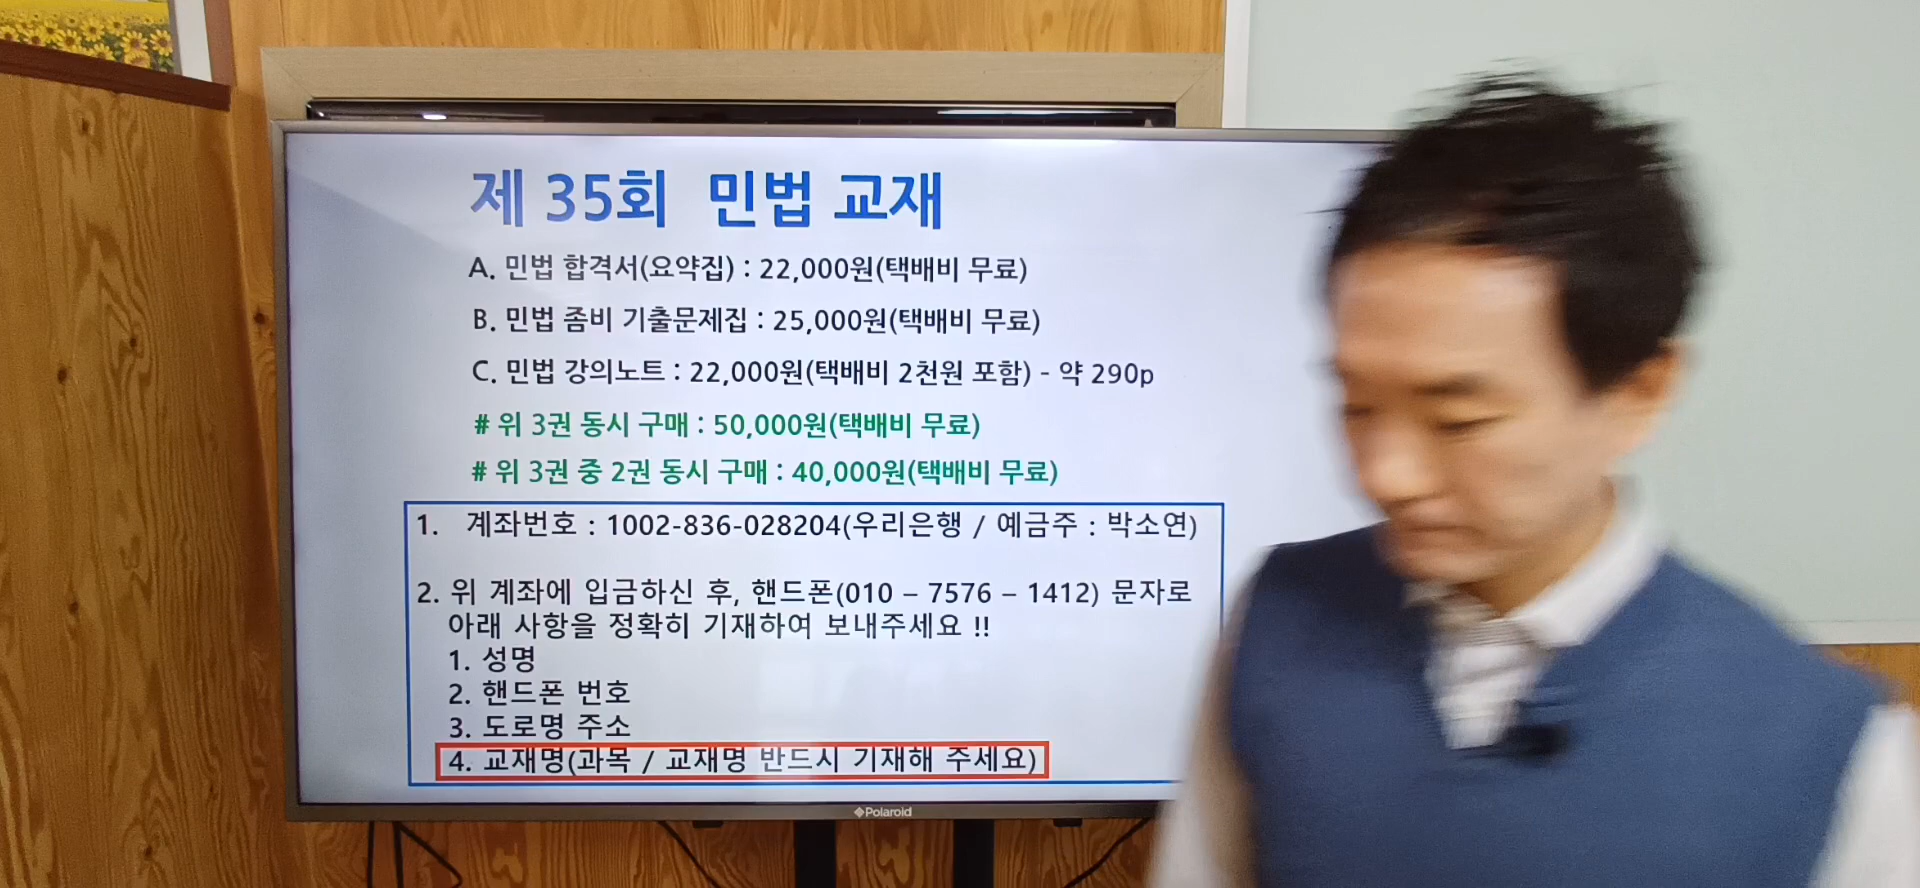 제 35회 민법 교재
A. 민법 합격서(요약집) : 22,000원(택배비 무료)
B. 민법 좀비 기출문제집 : 25,000원(택배비 무료)
C. 민법 강의노트 : 22,000원(택배비 2천원 포함) - 약 290p
# 위 3권 동시 구매 : 50,000원(택배비 무료)
# 위 3권 중 2권 동시 구매 : 40,000원(택배비 무료)
1. 계좌번호 : 1002-836-028204(우리은행 / 예금주 : 박소연)
2. 위 계좌에 입금하신 후, 핸드폰(010 – 7576 – 1412) 문자로
아래 사항을 정확히 기재하여 보내주세요 !!
1. 성명
2. 핸드폰 번호
3. 도로명 주소
4. 교재명(과목 / 교재명 반드시 기재해 주세요)
Polaroid